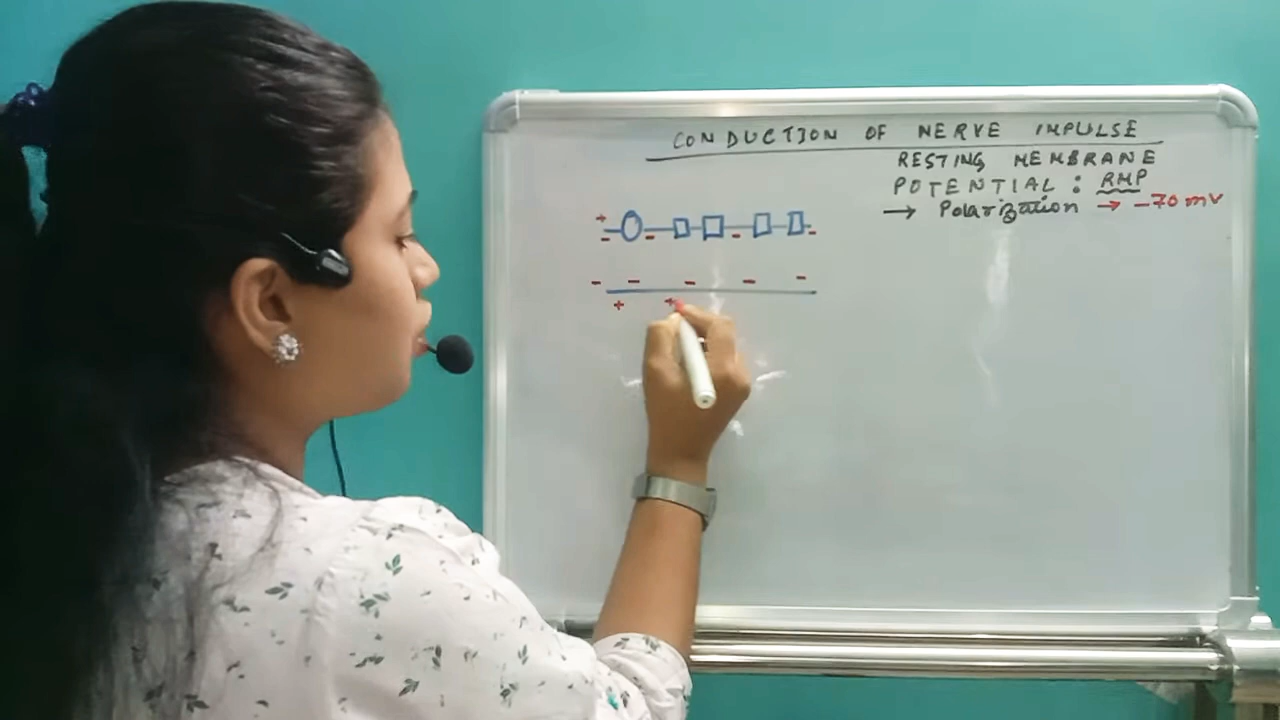 CONDUCTION OF NERVE IMPULSE
RESTING MEMBRANE
POTENTIAL : RMP
→ Polarization → -70 mv
+
- - - -
- - - - -
+ +